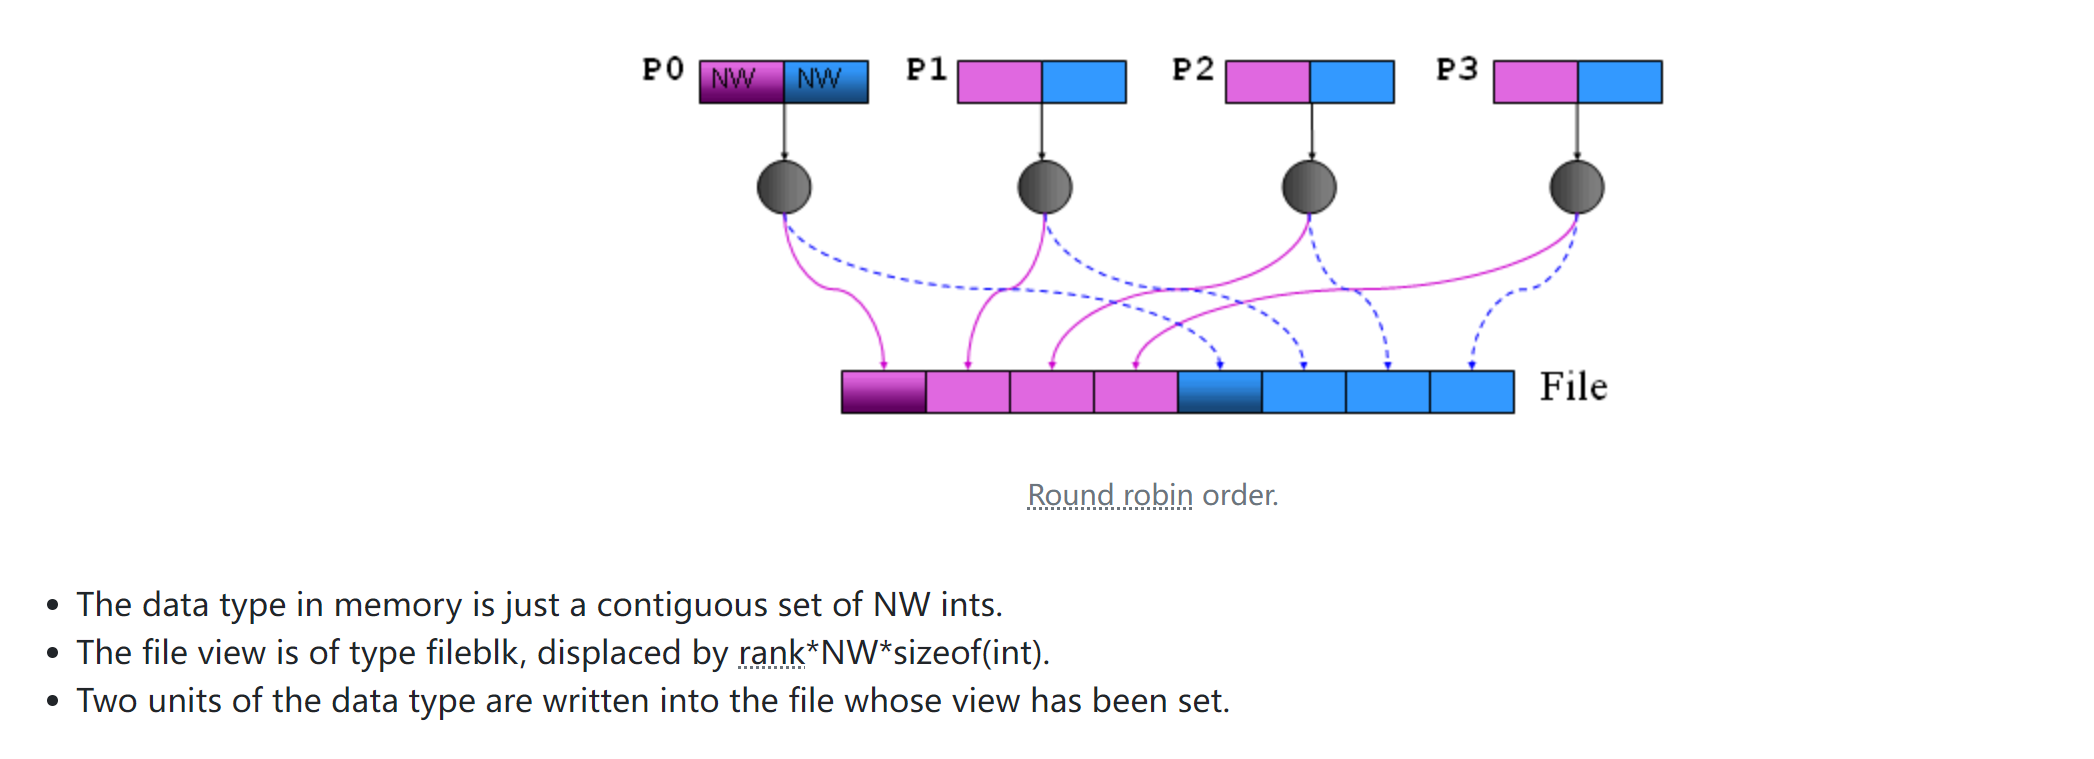 P0 NW NW P1 P2 P3
File
Round robin order.
The data type in memory is just a contiguous set of NW ints.
The file view is of type fileblk, displaced by rank*NW*sizeof(int).
Two units of the data type are written into the file whose view has been set.